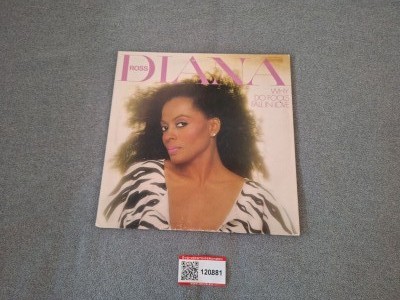 DIANA
ROSS
WHY
DO FOOLS
FALL IN LOVE
120881